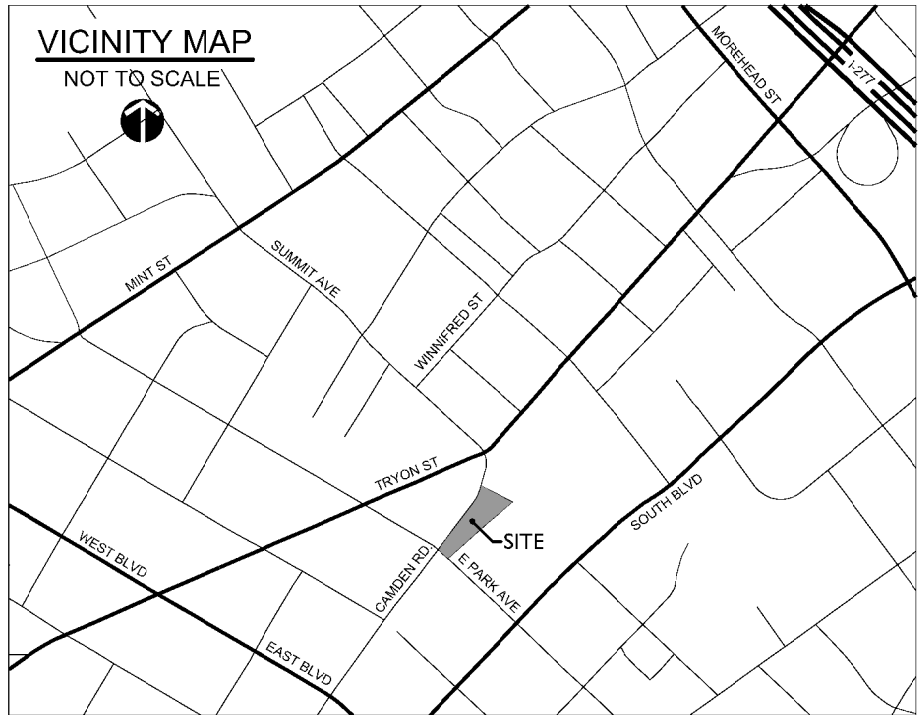 VICINITY MAP
NOT TO SCALE
MOREHEAD ST
I-277
SUMMIT AVE
MINT ST
WINNIFRED ST
TRYON ST
SOUTH BLVD
SITE
WEST BLVD
CAMDEN RD.
E PARK AVE
EAST BLVD